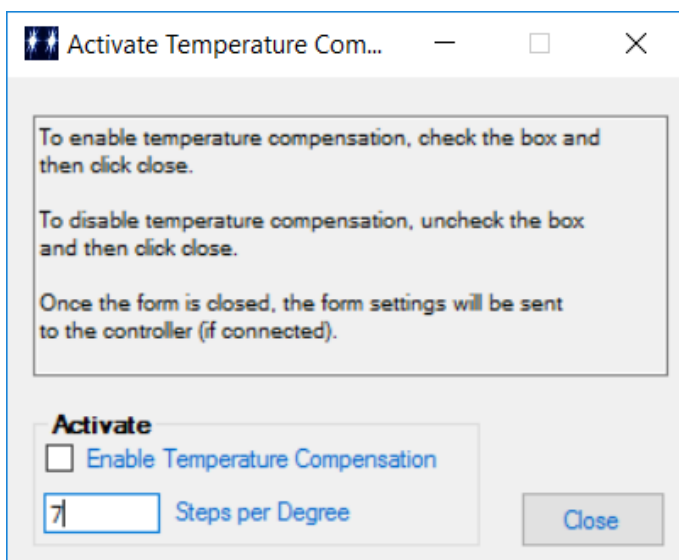 Activate Temperature Com...
To enable temperature compensation, check the box and
then click close.
To disable temperature compensation, uncheck the box
and then click close.
Once the form is closed, the form settings will be sent
to the controller (if connected).
Activate
Enable Temperature Compensation
7 Steps per Degree
Close